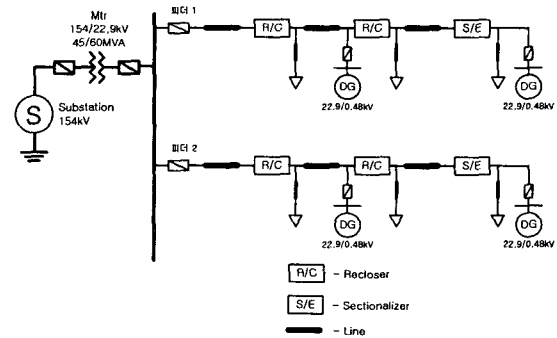 Mtr
154/22,9kV
45/60MVA
S
Substation
154kV
피더 1
R/C
R/C
S/E
DG
22.9/0.48kV
DG
22.9/0.48kV
피더 2
R/C
R/C
S/E
DG
22.9/0.48kV
DG
22.9/0.48kV
R/C - Recloser
S/E - Sectionalizer
- Line